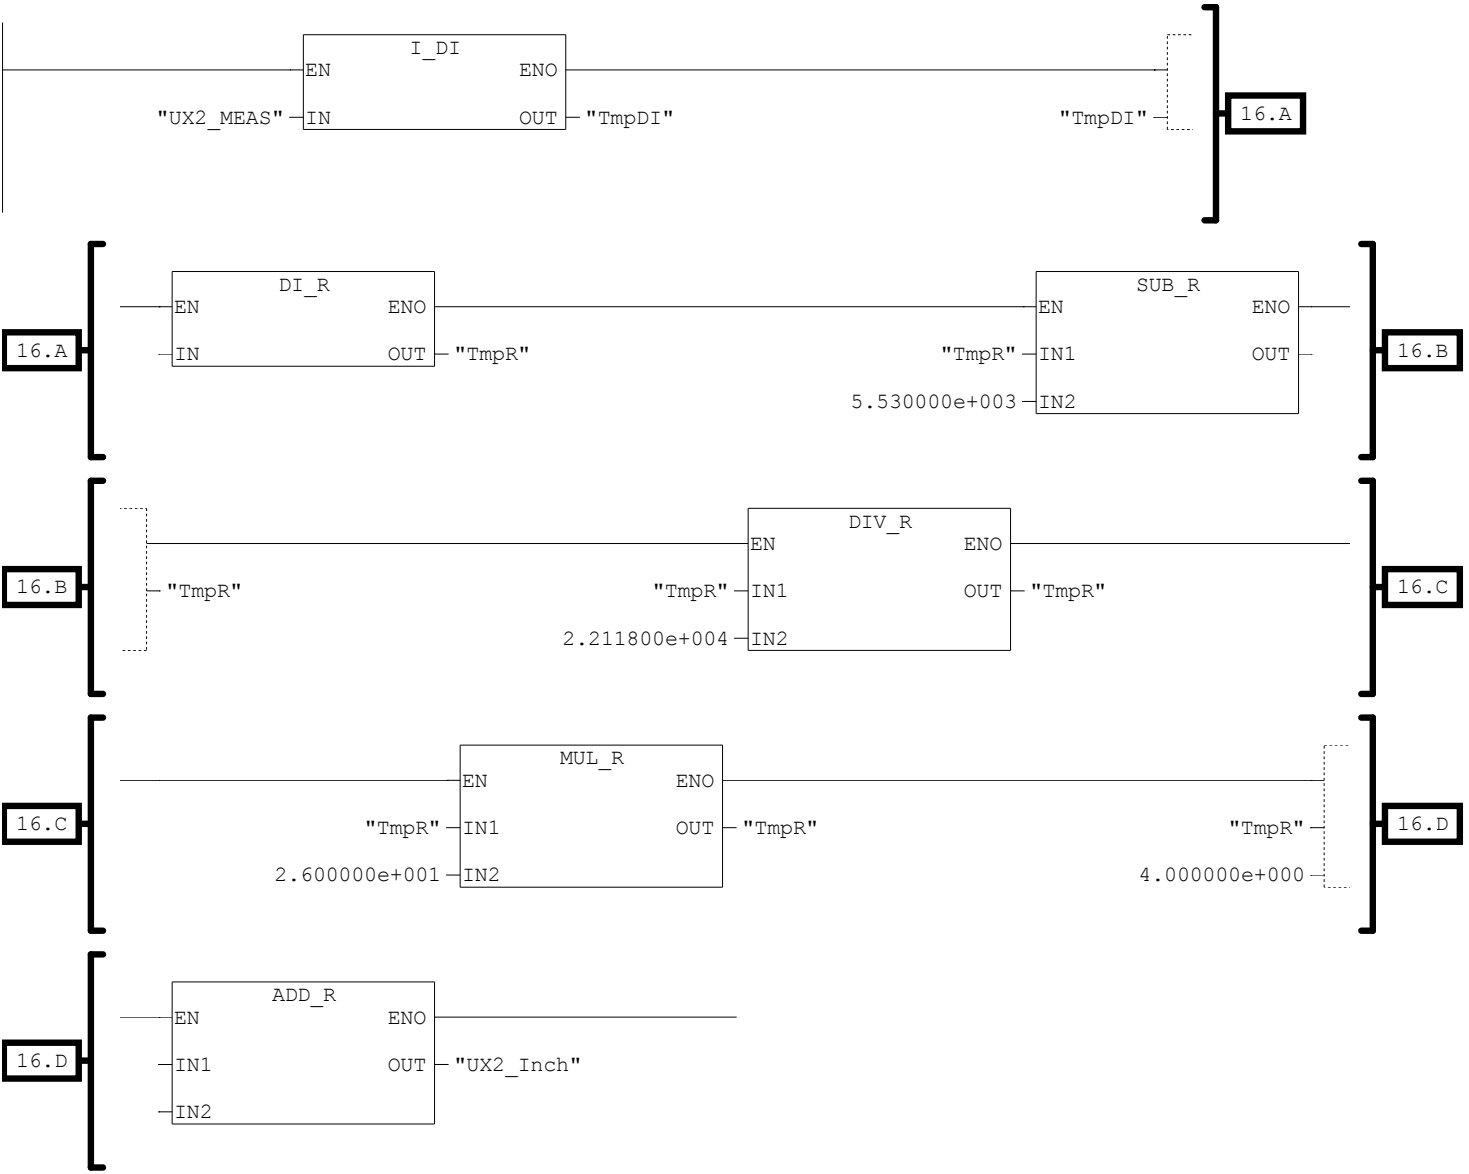 I_DI
EN ENO
"UX2_MEAS" IN OUT "TmpDI" "TmpDI" 16.A
DI_R SUB_R
EN ENO EN ENO
16.A IN OUT "TmpR" "TmpR" IN1 OUT 16.B
5.530000e+003 IN2
DIV_R
EN ENO
16.B "TmpR" "TmpR" IN1 OUT "TmpR" 16.C
2.211800e+004 IN2
MUL_R
EN ENO
16.C "TmpR" IN1 OUT "TmpR" "TmpR" 16.D
2.600000e+001 IN2 4.000000e+000
ADD_R
EN ENO
16.D IN1 OUT "UX2_Inch"
IN2